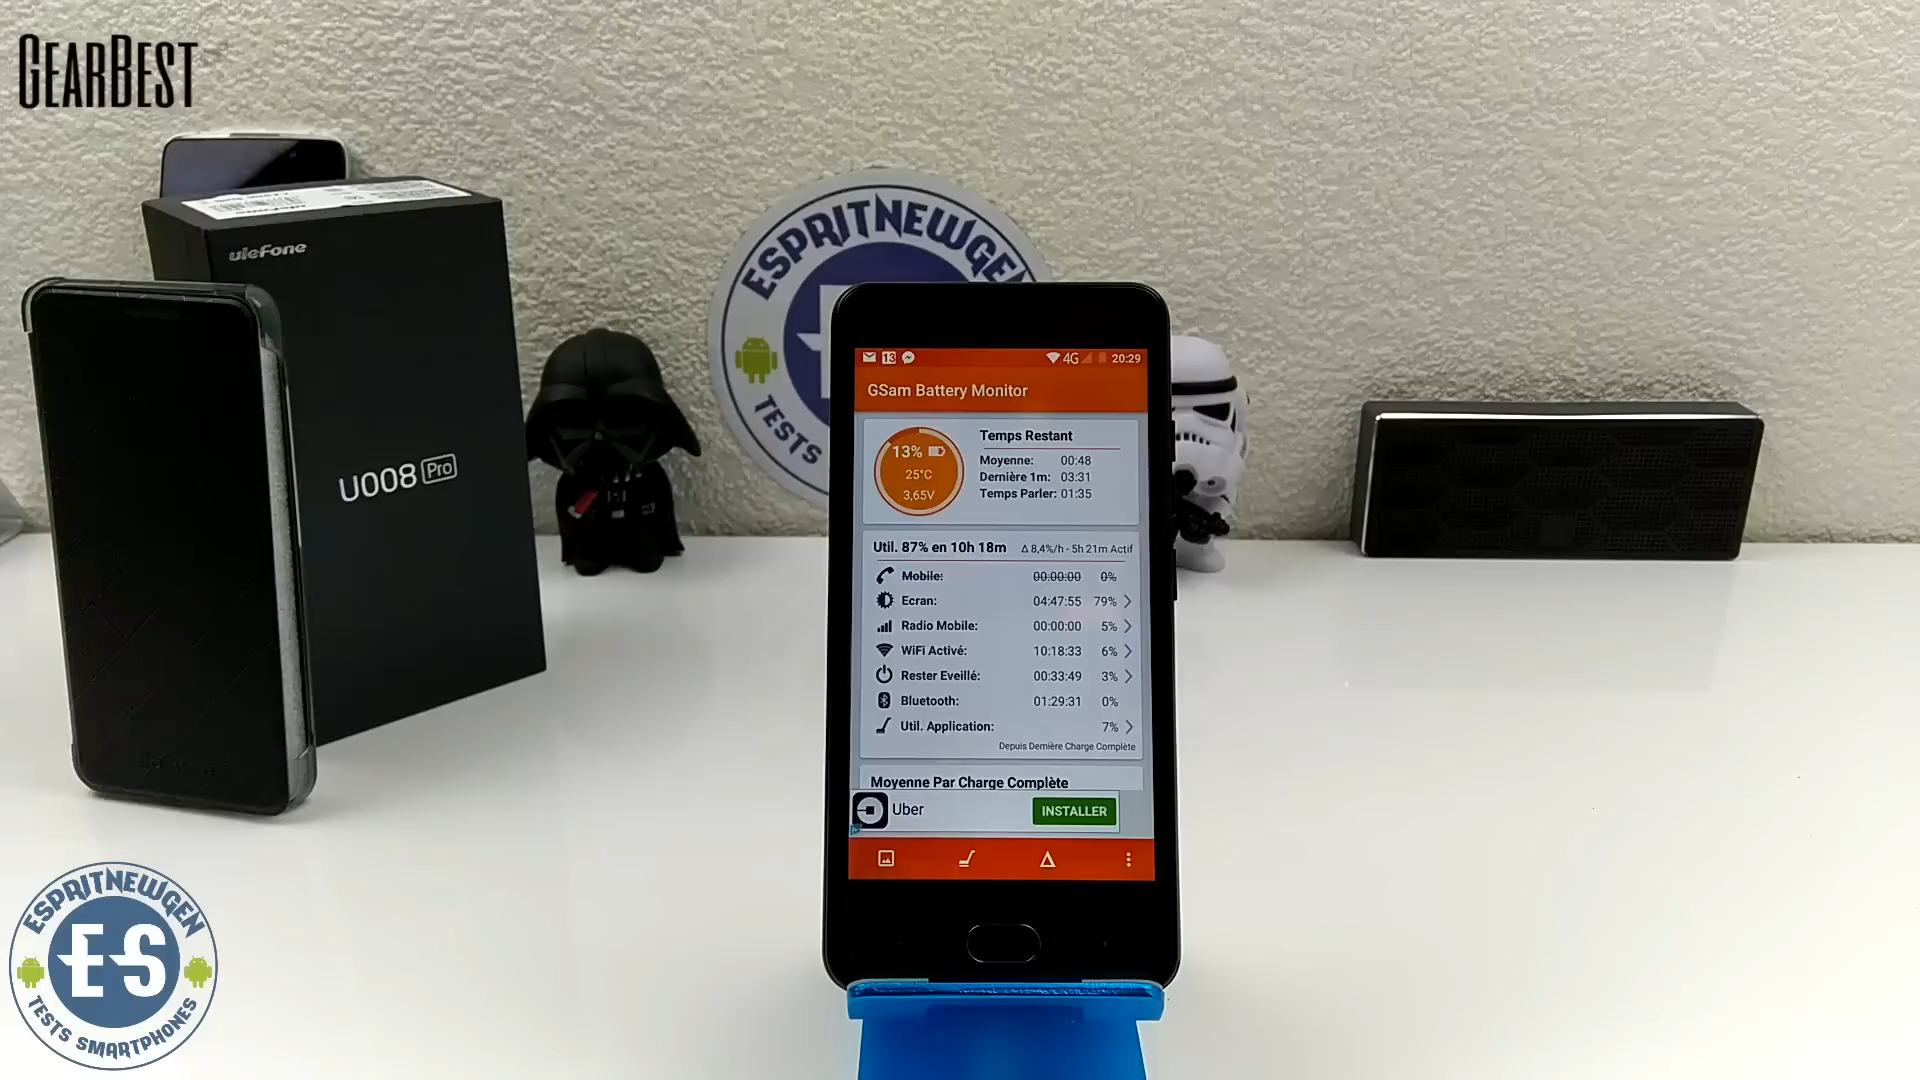 GEARBEST
uleFone
U008 Pro
ESPRITNEWGEN
TESTS
13
4G
20:29
GSam Battery Monitor
13%
25°C
3,65V
Temps Restant
Moyenne: 00:48
Dernière 1m: 03:31
Temps Parler: 01:35
Util. 87% en 10h 18m Δ 8,4%/h - 5h 21m Actif
Mobile: 00:00:00 0%
Ecran: 04:47:55 79%
Radio Mobile: 00:00:00 5%
WiFi Activé: 10:18:33 6%
Rester Eveillé: 00:33:49 3%
Bluetooth: 01:29:31 0%
Util. Application: 7%
Depuis Dernière Charge Complète
Moyenne Par Charge Complète
Uber
INSTALLER
ESPRITNEWGEN
ES
TESTS SMARTPHONES